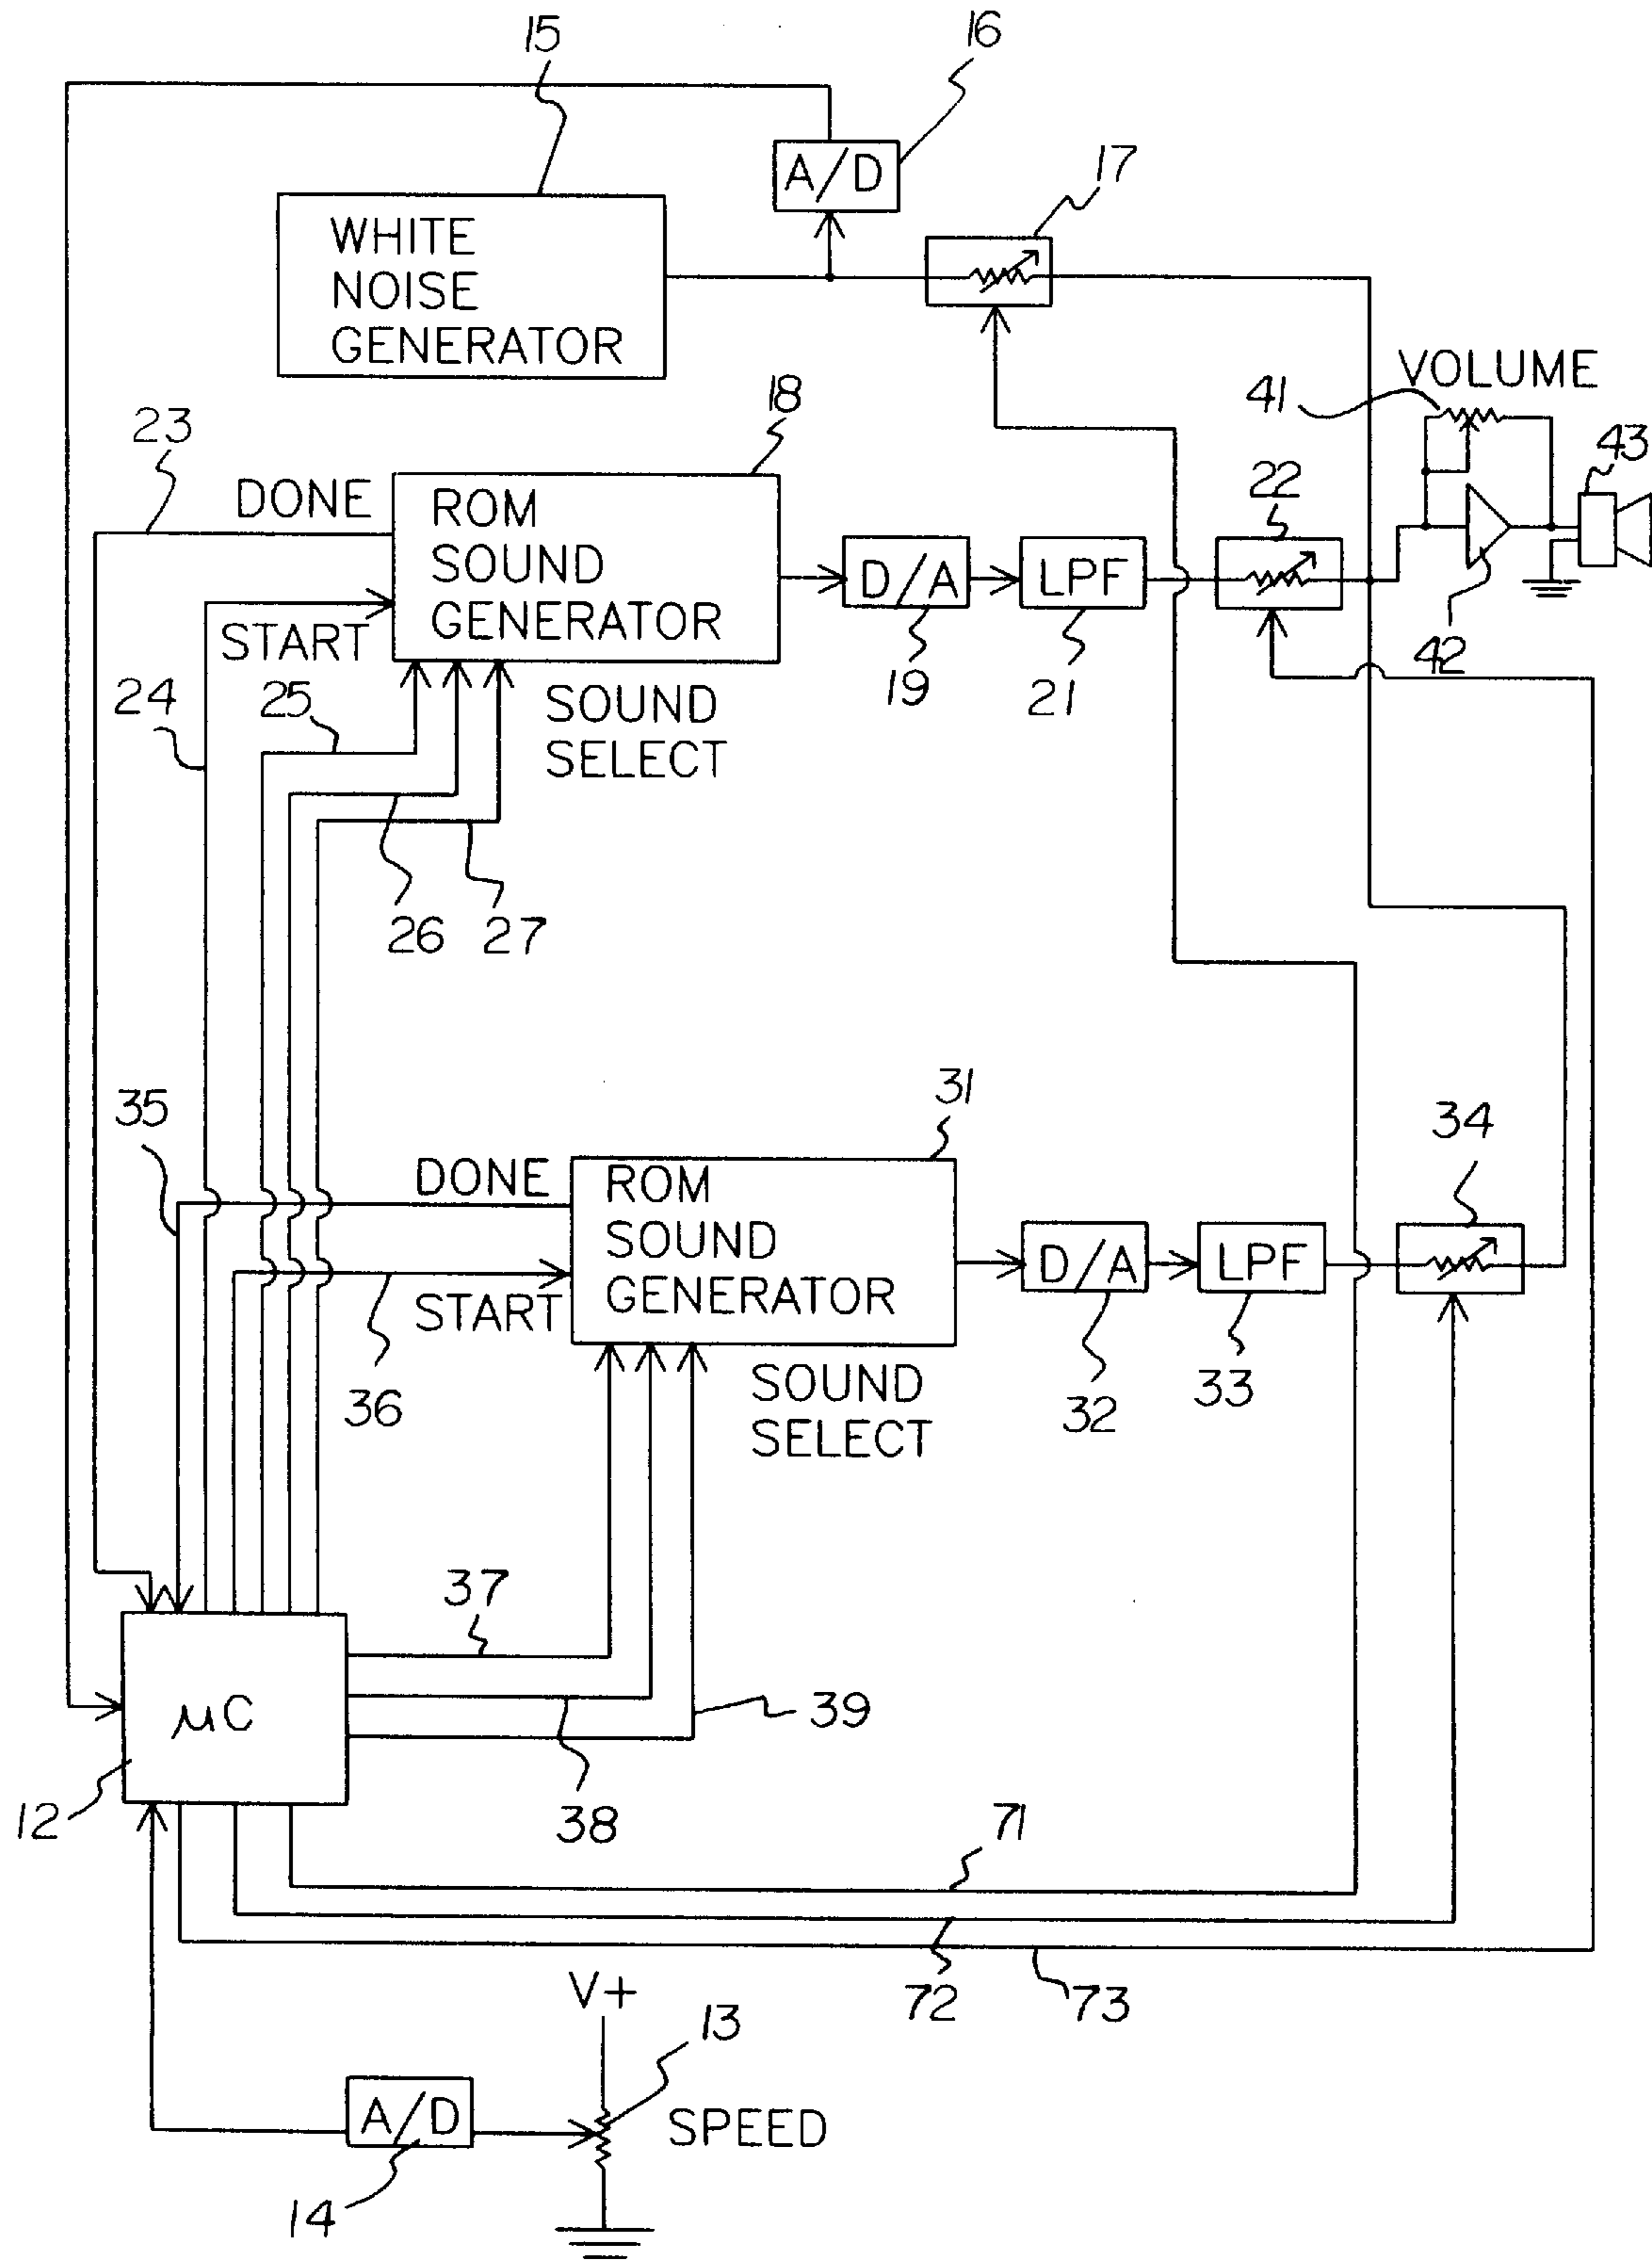 15
16
A/D
17
WHITE
NOISE
GENERATOR
VOLUME
41
43
18
23
DONE
ROM
SOUND
GENERATOR
22
D/A
LPF
START
42
24
25
SOUND
SELECT
19
21
26
27
31
35
34
DONE
ROM
SOUND
GENERATOR
D/A
LPF
START
36
SOUND
SELECT
32
33
37
μC
39
12
38
71
72
73
V+
13
A/D
SPEED
14